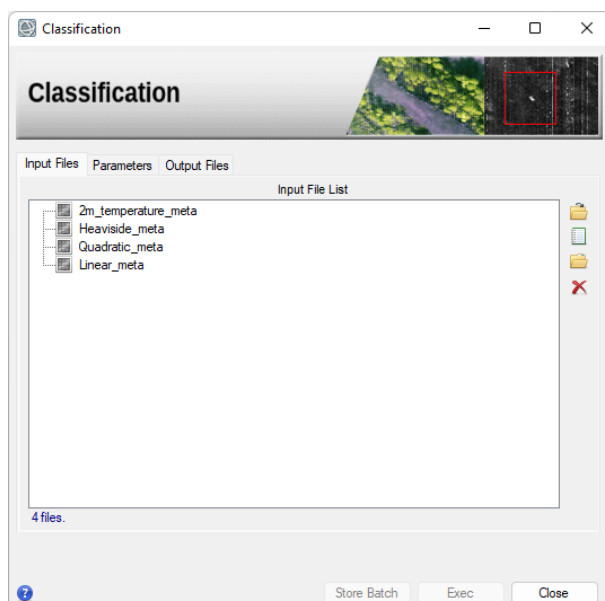 Classification
Classification
Input Files Parameters Output Files
Input File List
2m_temperature_meta
Heaviside_meta
Quadratic_meta
Linear_meta
4 files.
? Store Batch Exec Close